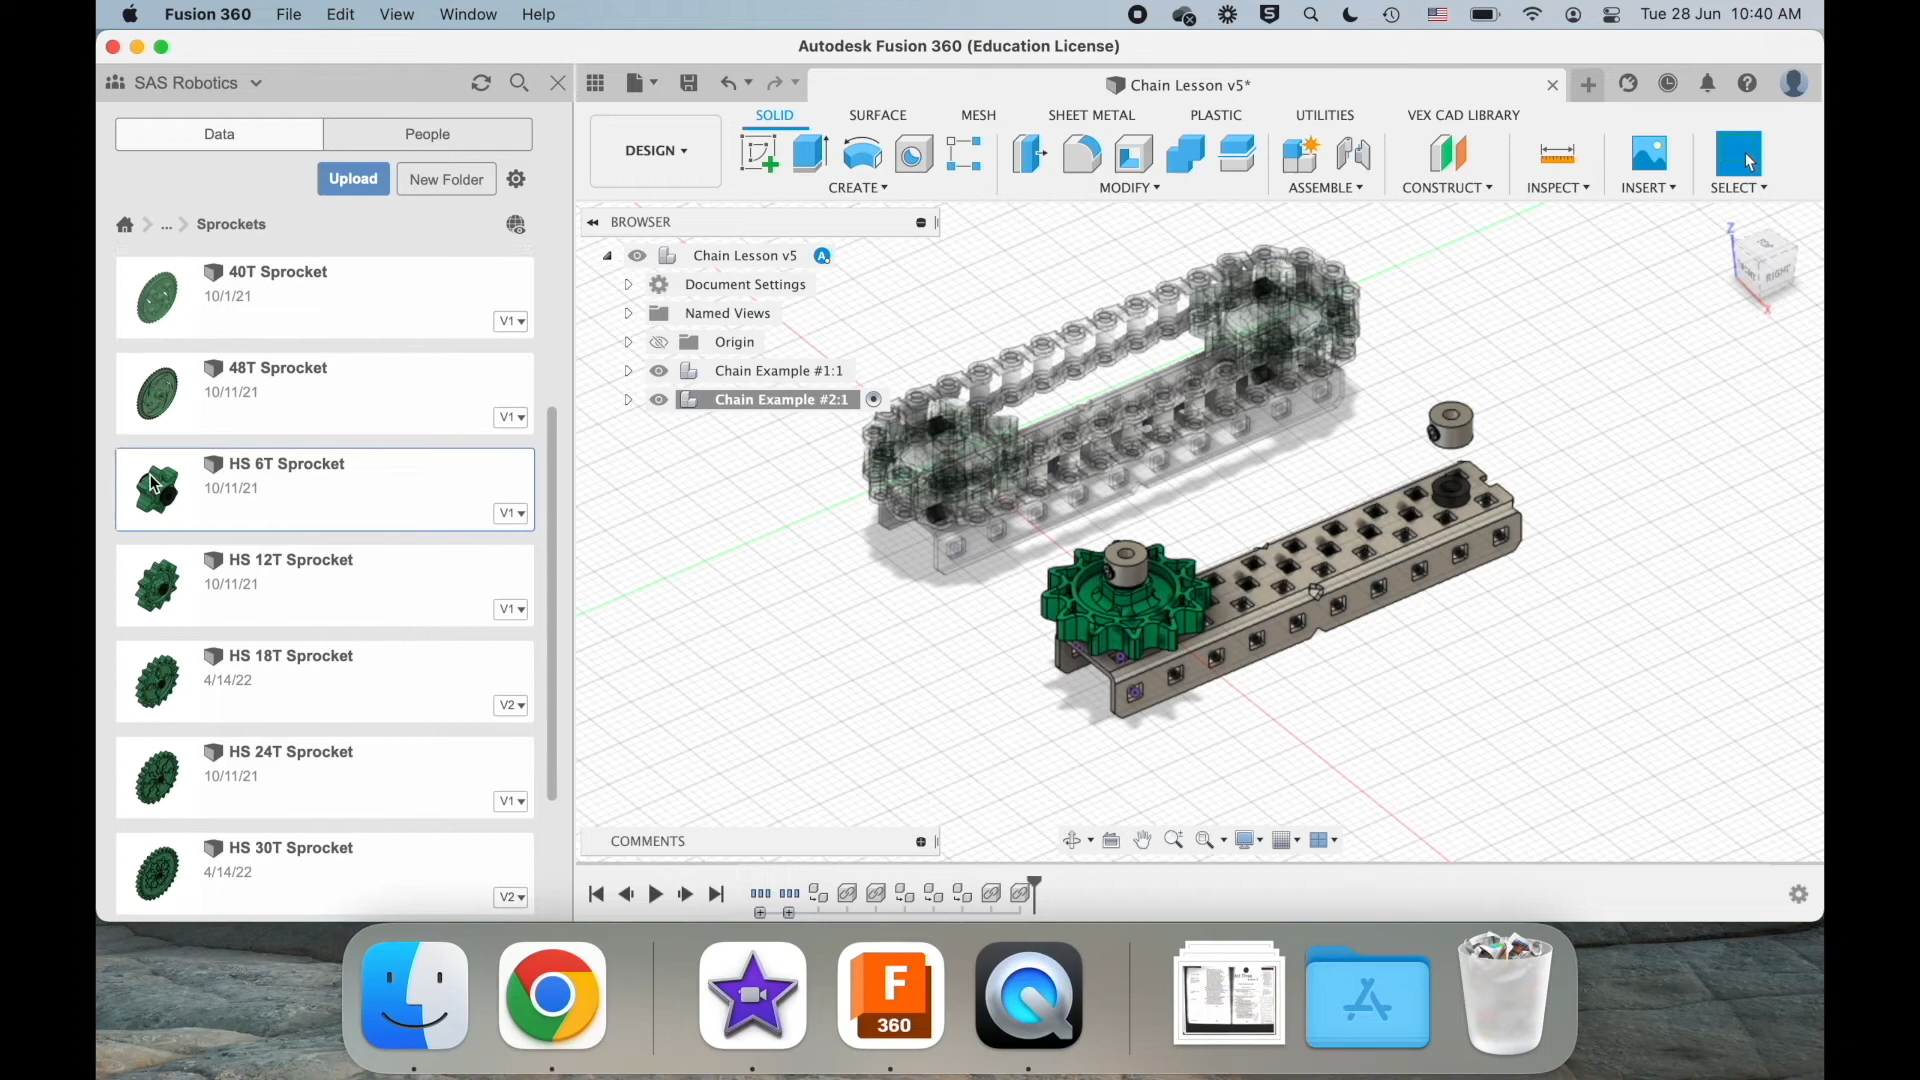 Fusion 360 File Edit View Window Help
Tue 28 Jun 10:40 AM
Autodesk Fusion 360 (Education License)
SAS Robotics
Chain Lesson v5*
Data People
Upload New Folder
... Sprockets
40T Sprocket
10/1/21
V1
48T Sprocket
10/11/21
V1
HS 6T Sprocket
10/11/21
V1
HS 12T Sprocket
10/11/21
V1
HS 18T Sprocket
4/14/22
V2
HS 24T Sprocket
10/11/21
V1
HS 30T Sprocket
4/14/22
V2
SOLID SURFACE MESH SHEET METAL PLASTIC UTILITIES VEX CAD LIBRARY
DESIGN
CREATE MODIFY ASSEMBLE CONSTRUCT INSPECT INSERT SELECT
BROWSER
Chain Lesson v5 A
Document Settings
Named Views
Origin
Chain Example #1:1
Chain Example #2:1
Z
TOP
RIGHT
X
COMMENTS
F
360